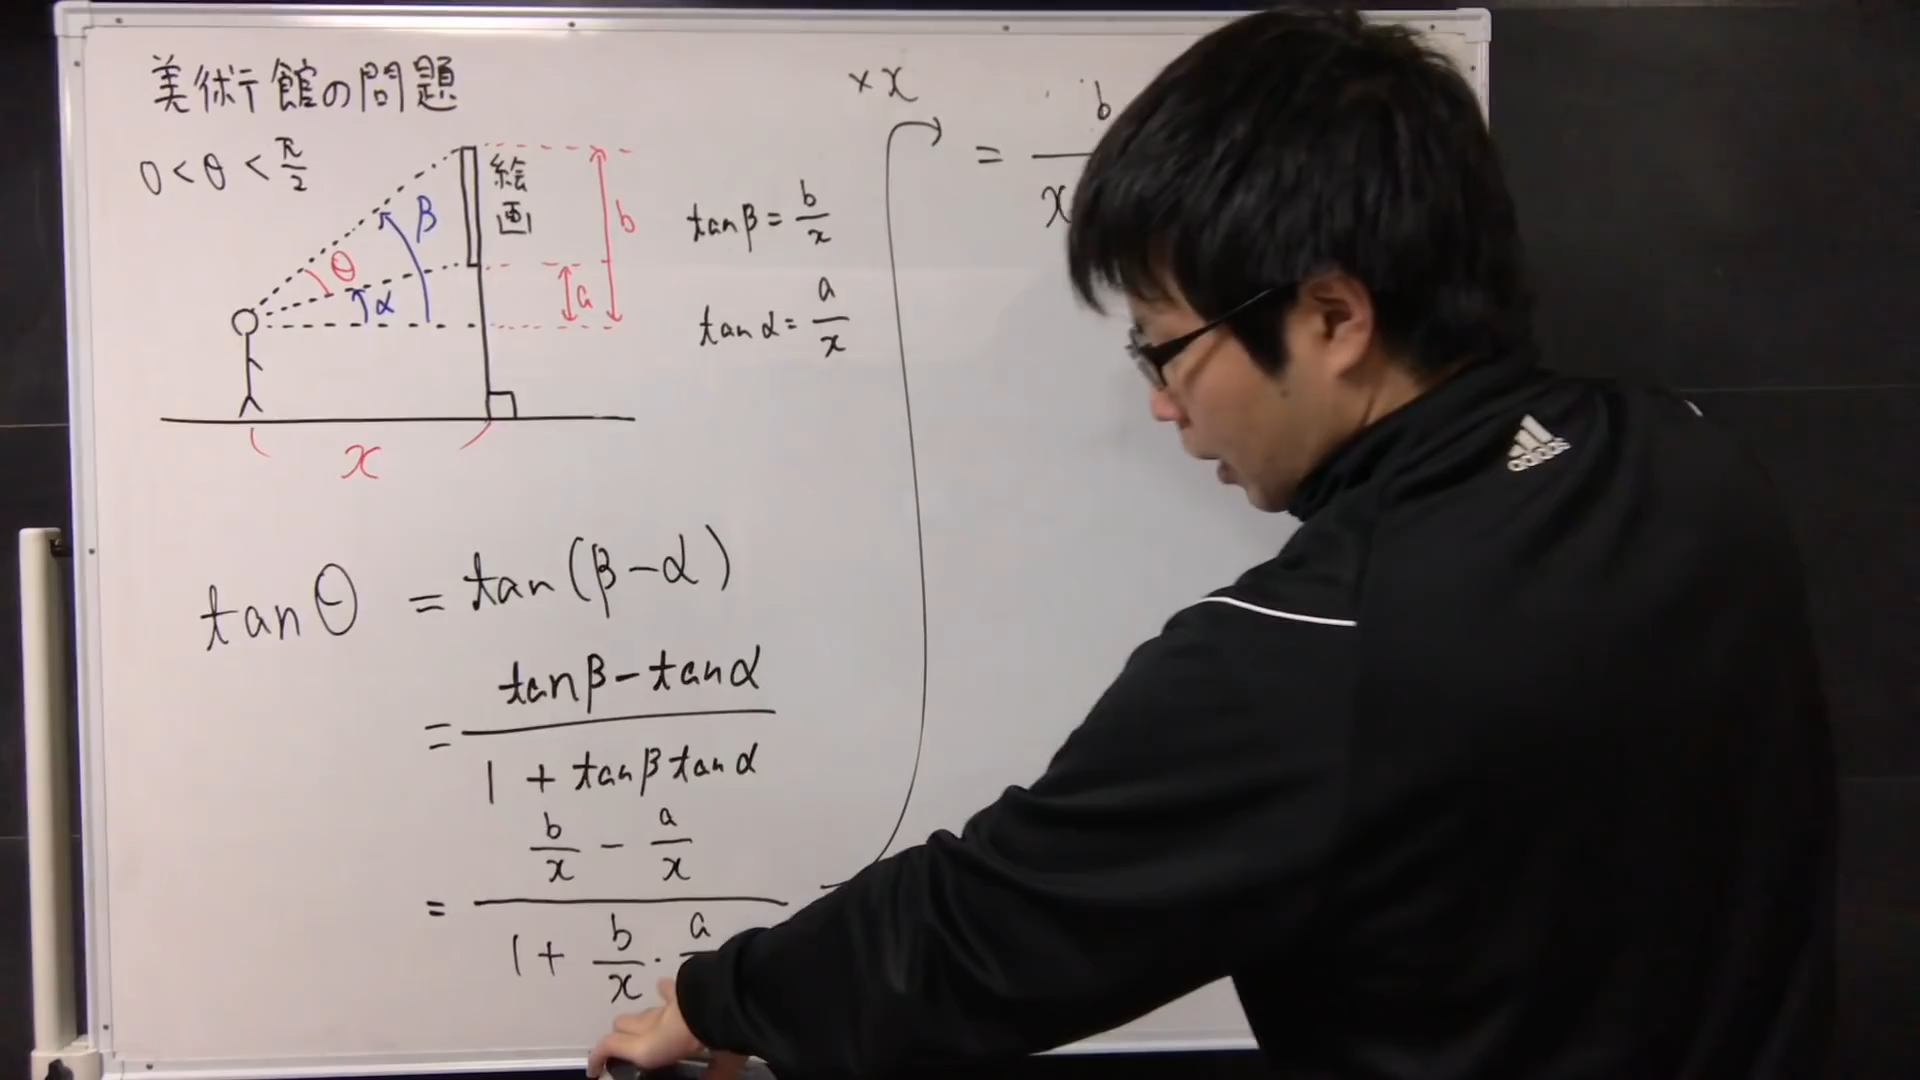 美術館の問題
0 < θ < π/2
絵画
β
θ
α
b
a
x
tanβ = b/x
tanα = a/x
tanθ = tan(β-α)
= (tanβ - tanα)/(1 + tanβ tanα)
= (b/x - a/x)/(1 + b/x · a
×x
= b
x
adidas